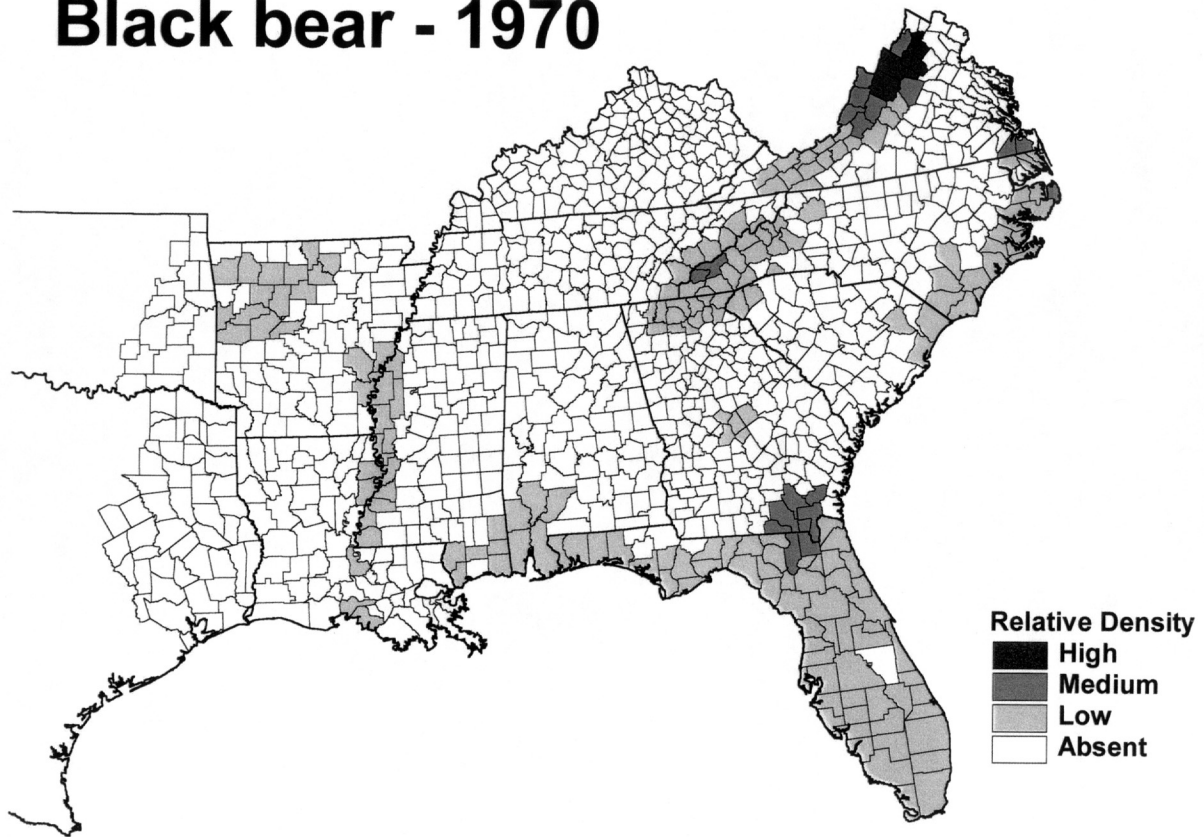 Black bear - 1970
Relative Density
High
Medium
Low
Absent